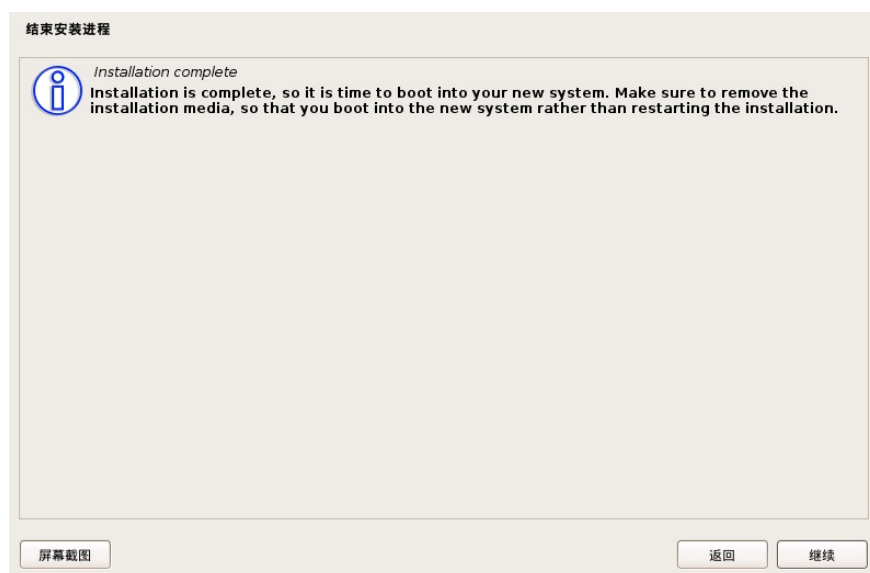 结束安装进程
Installation complete
Installation is complete, so it is time to boot into your new system. Make sure to remove the
installation media, so that you boot into the new system rather than restarting the installation.
屏幕截图
返回
继续